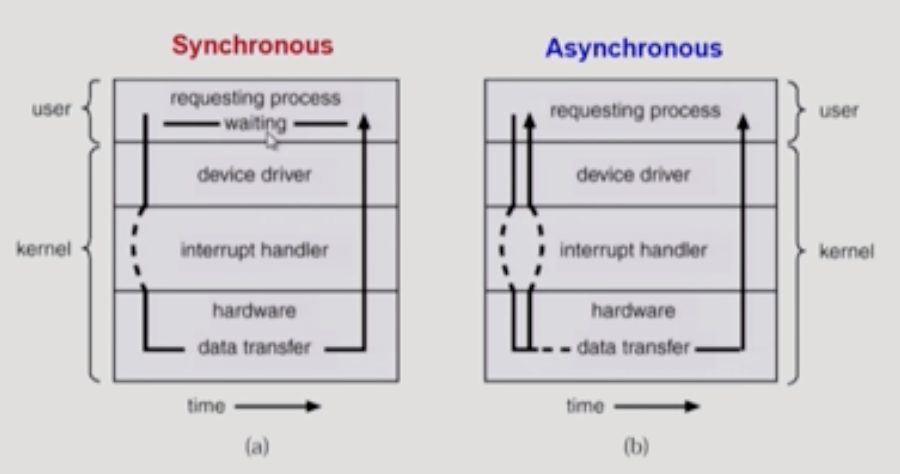 Synchronous
user
requesting process
waiting
device driver
kernel
interrupt handler
hardware
data transfer
time
(a)
Asynchronous
requesting process
user
device driver
interrupt handler
kernel
hardware
data transfer
time
(b)